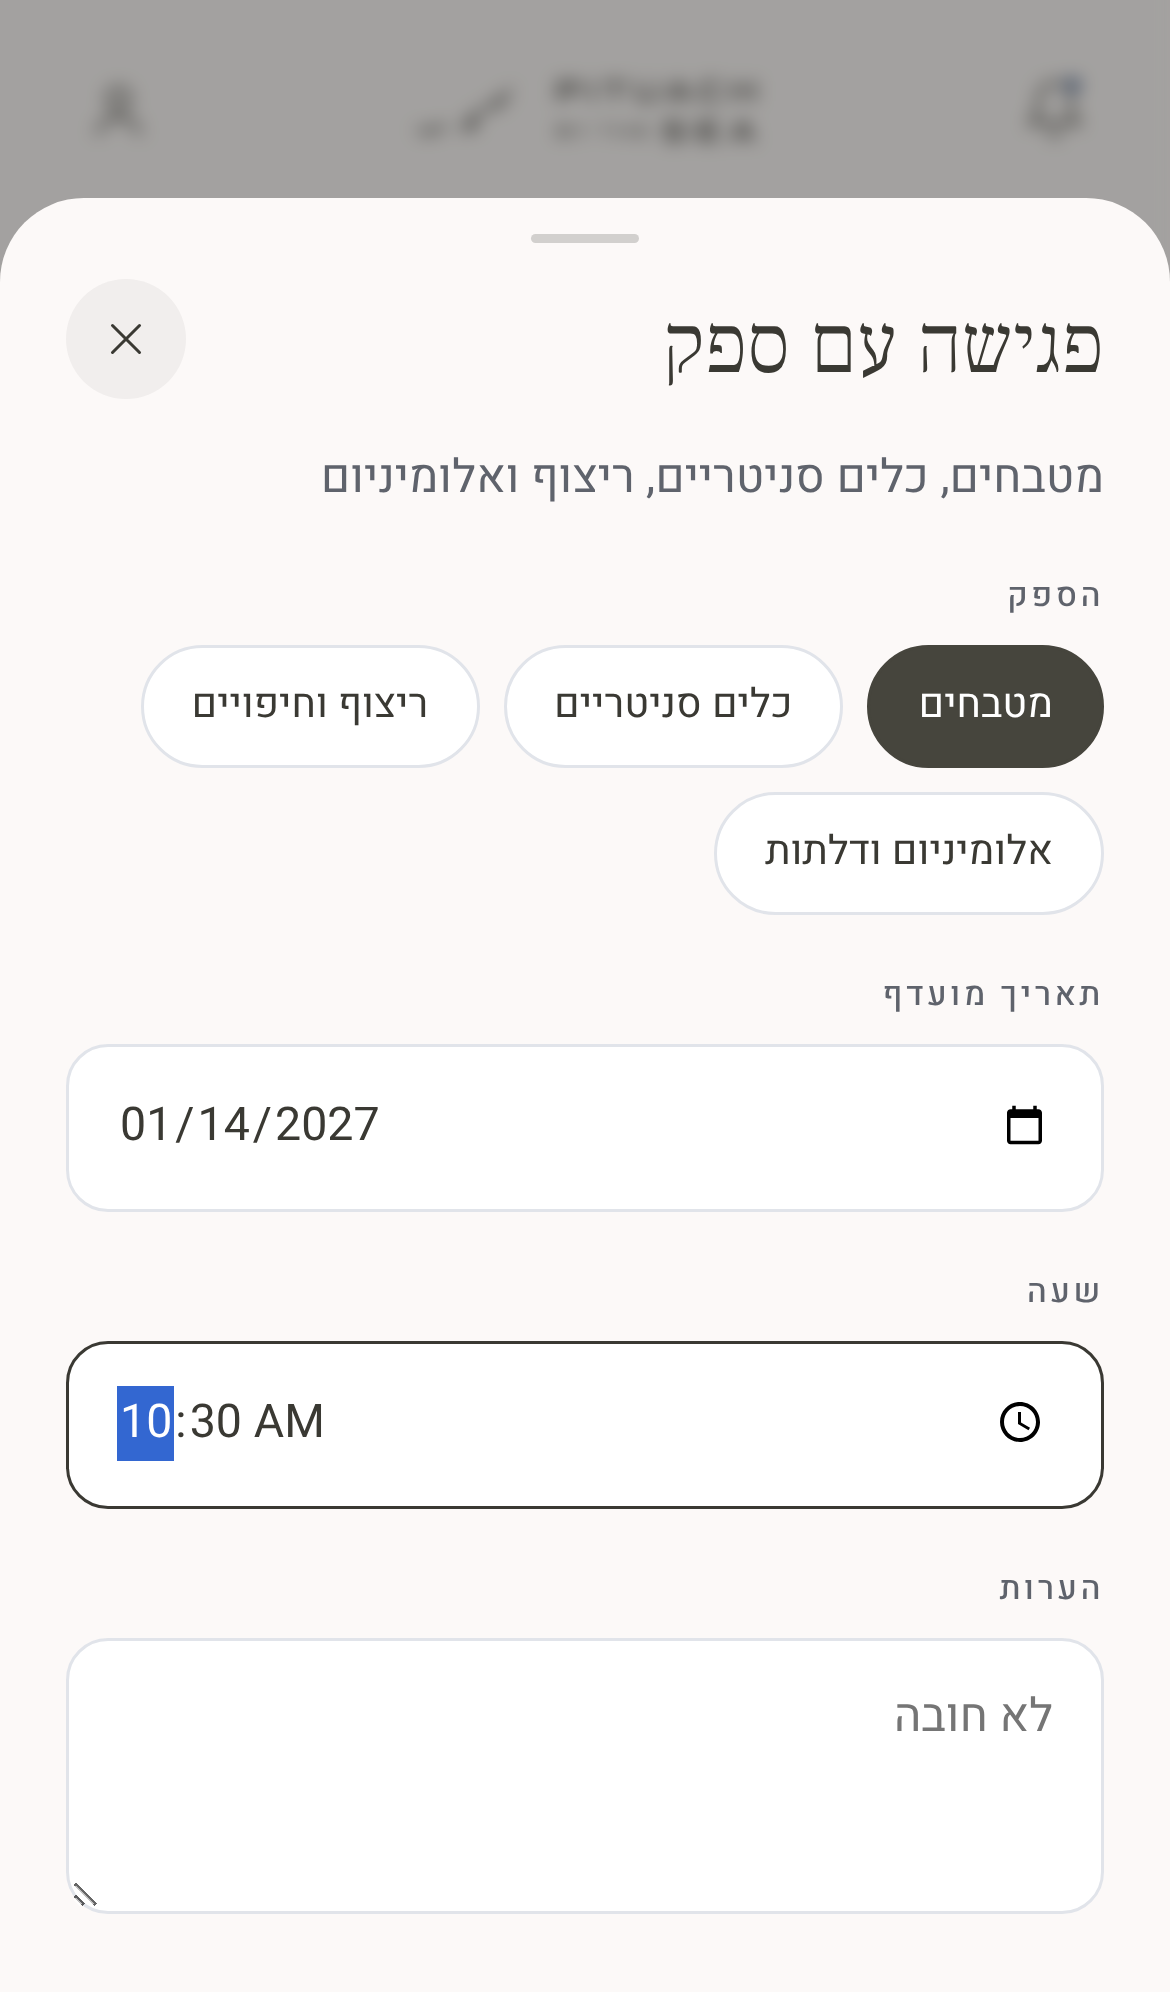 פגישה עם ספק
מטבחים, כלים סניטריים, ריצוף ואלומיניום
הספק
מטבחים
כלים סניטריים
ריצוף וחיפויים
אלומיניום ודלתות
תאריך מועדף
01/14/2027
שעה
10:30 AM
הערות
לא חובה